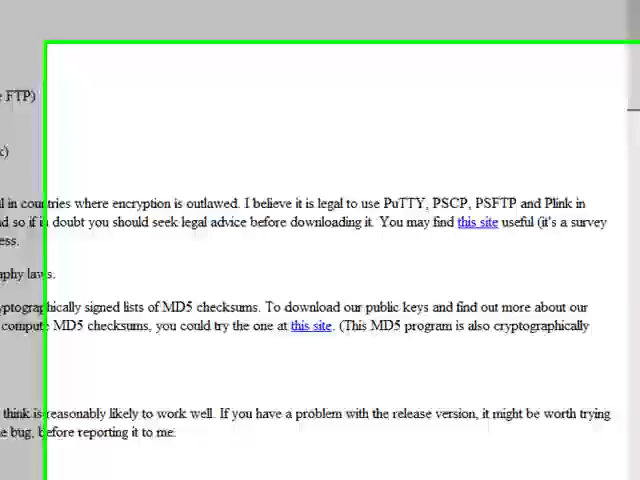 FTP)
k)
l in countries where encryption is outlawed. I believe it is legal to use PuTTY, PSCP, PSFTP and Plink in
d so if in doubt you should seek legal advice before downloading it. You may find this site useful (it's a survey
ess.
aphy laws.
yptographically signed lists of MD5 checksums. To download our public keys and find out more about our
compute MD5 checksums, you could try the one at this site. (This MD5 program is also cryptographically
think is reasonably likely to work well. If you have a problem with the release version, it might be worth trying
e bug, before reporting it to me.